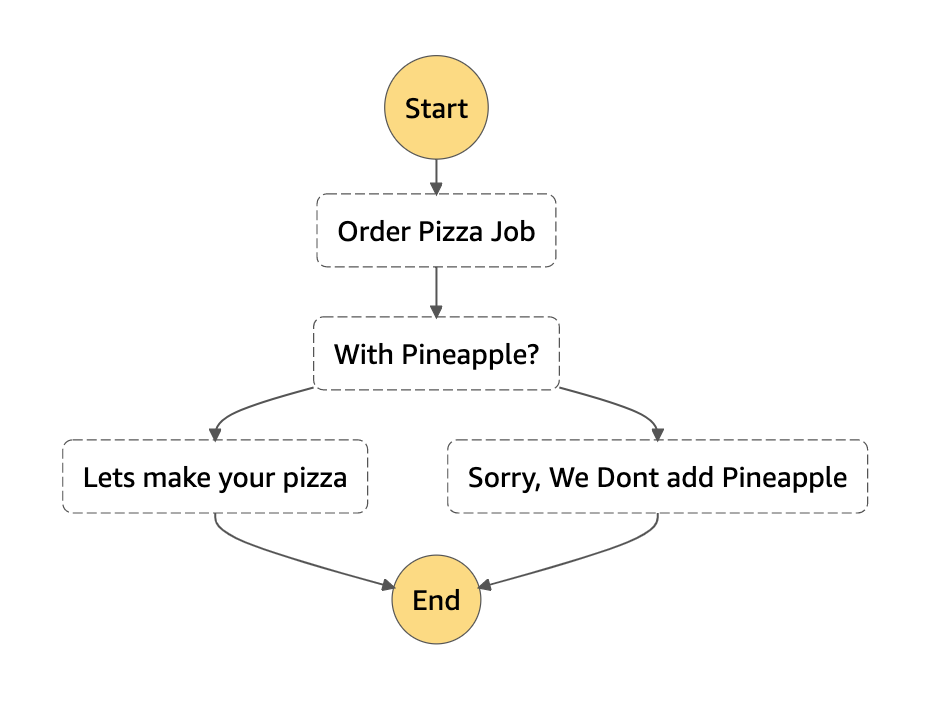 Start
Order Pizza Job
With Pineapple?
Lets make your pizza
Sorry, We Dont add Pineapple
End